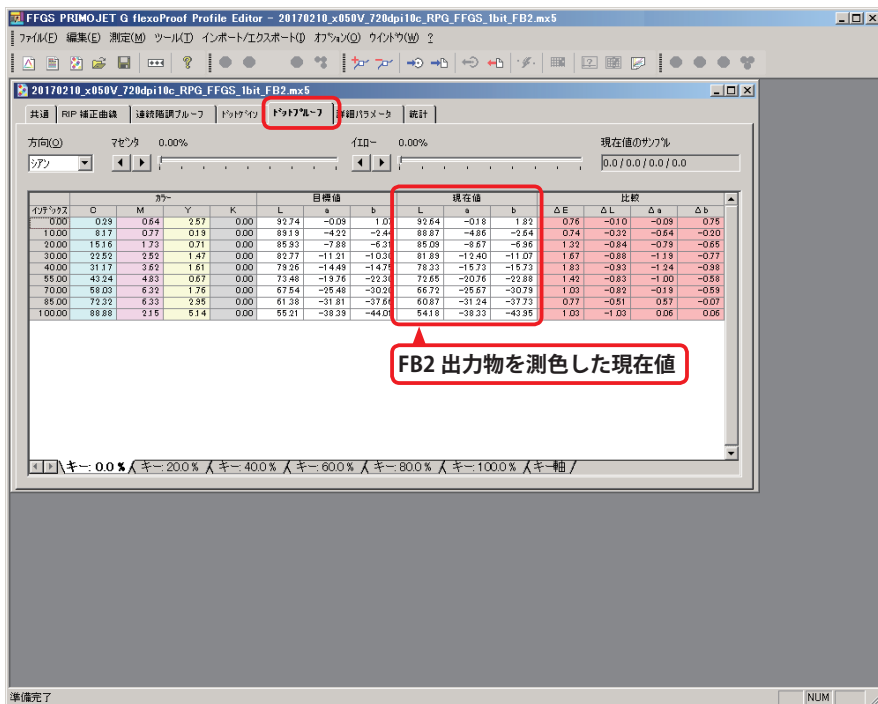 FFGS PRIMOJET G flexoProof Profile Editor - 20170210_x050V_720dpi10c_RPG_FFGS_1bit_FB2.mx5
ファイル(F) 編集(E) 測定(M) ツール(T) インポート/エクスポート(I) オプション(O) ウインドウ(W) ?
20170210_x050V_720dpi10c_RPG_FFGS_1bit_FB2.mx5
共通 RIP 補正曲線 連続階調プルーフ ドットゲイン ドットプルーフ 詳細パラメータ 統計
方向(O) マゼンタ 0.00% イエロー 0.00% 現在値のサンプル
シアン 0.0 / 0.0 / 0.0 / 0.0
カラー 目標値 現在値 比較
インデックス C M Y K L a b L a b ΔE ΔL Δa Δb
0.00 0.29 0.64 2.57 0.00 92.74 -0.09 1.07 92.64 -0.18 1.82 0.76 -0.10 -0.09 0.75
10.00 8.17 0.77 0.19 0.00 89.19 -4.22 -2.44 88.87 -4.86 -2.64 0.74 -0.32 -0.64 -0.20
20.00 15.16 1.73 0.71 0.00 85.93 -7.88 -6.31 85.09 -8.67 -6.96 1.32 -0.84 -0.79 -0.65
30.00 22.52 2.52 1.47 0.00 82.77 -11.21 -10.30 81.89 -12.40 -11.07 1.67 -0.88 -1.19 -0.77
40.00 31.17 3.62 1.61 0.00 79.26 -14.49 -14.75 78.33 -15.73 -15.73 1.83 -0.93 -1.24 -0.98
55.00 43.24 4.83 0.67 0.00 73.48 -19.76 -22.30 72.65 -20.76 -22.88 1.42 -0.83 -1.00 -0.58
70.00 58.03 6.32 1.76 0.00 67.54 -25.48 -30.20 66.72 -25.67 -30.79 1.03 -0.82 -0.19 -0.59
85.00 72.32 6.33 2.95 0.00 61.38 -31.81 -37.66 60.87 -31.24 -37.73 0.77 -0.51 0.57 -0.07
100.00 88.88 2.15 5.14 0.00 55.21 -38.39 -44.01 54.18 -38.33 -43.95 1.03 -1.03 0.06 0.06
FB2 出力物を測色した現在値
キー: 0.0 % キー: 20.0 % キー: 40.0 % キー: 60.0 % キー: 80.0 % キー: 100.0 % キー軸
準備完了 NUM